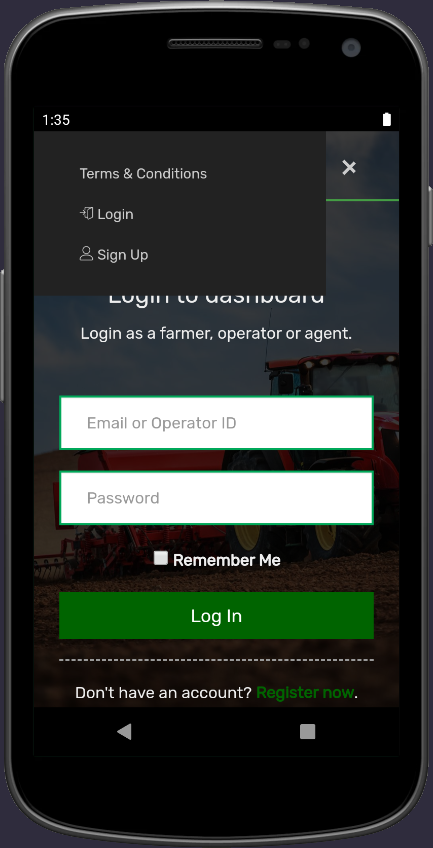 1:35
Terms & Conditions
Login
Sign Up
Login to dashboard
Login as a farmer, operator or agent.
Email or Operator ID
Password
Remember Me
Log In
Don't have an account? Register now.